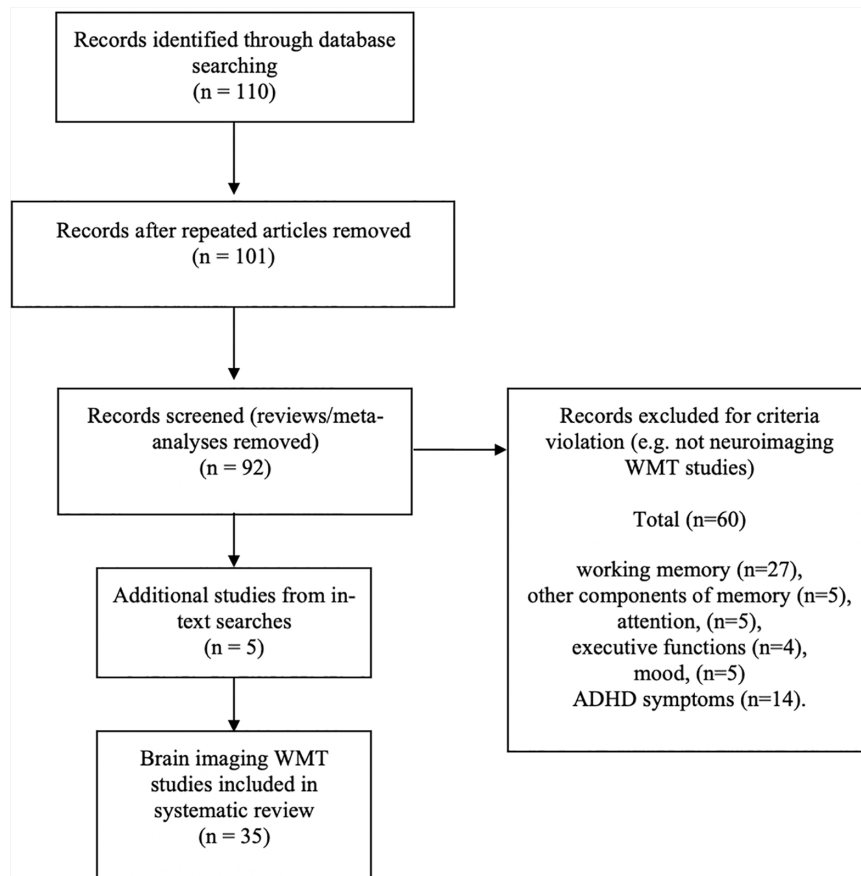 Records identified through database
searching
(n = 110)
Records after repeated articles removed
(n = 101)
Records screened (reviews/meta-
analyses removed)
(n = 92)
Records excluded for criteria
violation (e.g. not neuroimaging
WMT studies)
Total (n=60)
working memory (n=27),
other components of memory (n=5),
attention, (n=5),
executive functions (n=4),
mood, (n=5)
ADHD symptoms (n=14).
Additional studies from in-
text searches
(n = 5)
Brain imaging WMT
studies included in
systematic review
(n = 35)